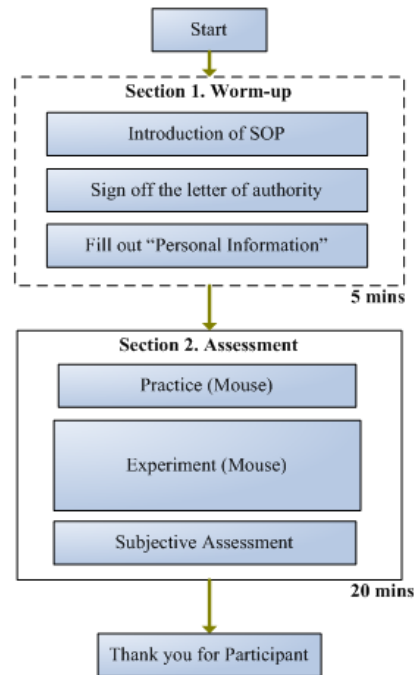 Start
Section 1. Worm-up
Introduction of SOP
Sign off the letter of authority
Fill out “Personal Information”
5 mins
Section 2. Assessment
Practice (Mouse)
Experiment (Mouse)
Subjective Assessment
20 mins
Thank you for Participant